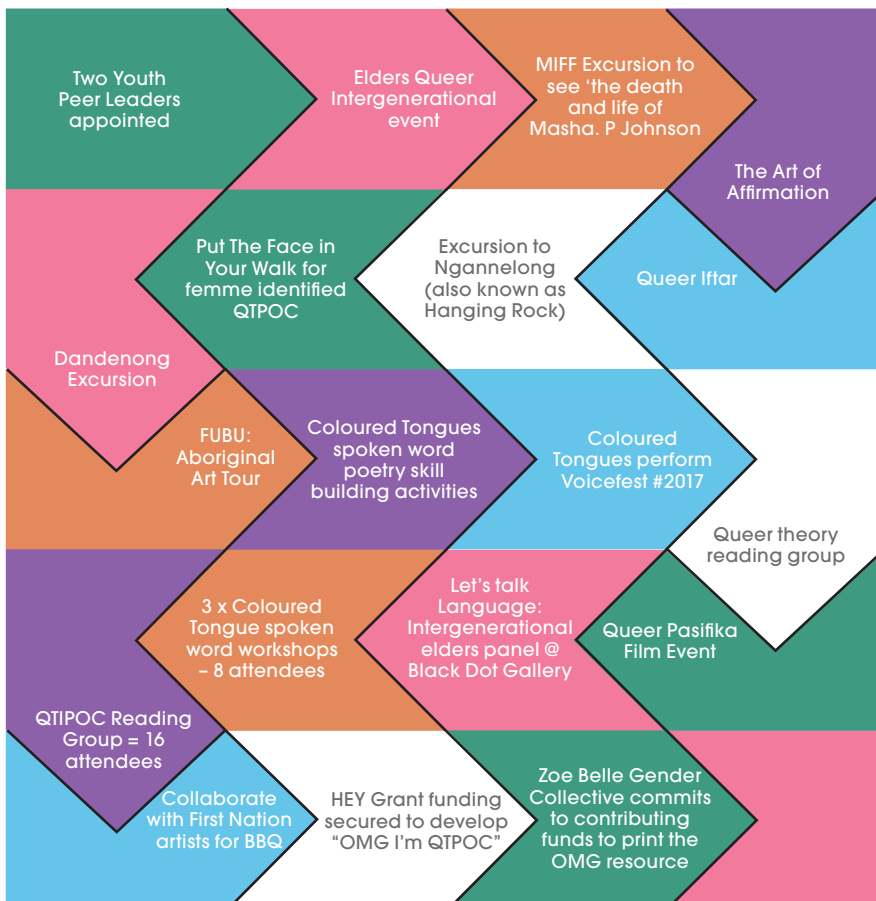 Two Youth
Peer Leaders
appointed
Elders Queer
Intergenerational
event
MIFF Excursion to
see ‘the death
and life of
Masha. P Johnson
The Art of
Affirmation
Queer Iftar
Excursion to
Ngannelong
(also known as
Hanging Rock)
Put The Face in
Your Walk for
femme identified
QTPOC
Dandenong
Excursion
FUBU:
Aboriginal
Art Tour
Coloured Tongues
spoken word
poetry skill
building activities
Coloured
Tongues perform
Voicefest #2017
Queer theory
reading group
Queer Pasifika
Film Event
Let’s talk
Language:
Intergenerational
elders panel @
Black Dot Gallery
3 x Coloured
Tongue spoken
word workshops
– 8 attendees
QTIPOC Reading
Group = 16
attendees
Collaborate
with First Nation
artists for BBQ
HEY Grant funding
secured to develop
“OMG I’m QTPOC”
Zoe Belle Gender
Collective commits
to contributing
funds to print the
OMG resource